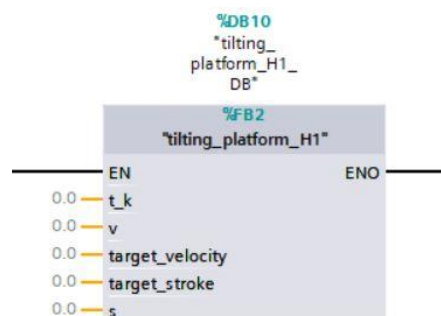 %DB10
"tilting_
platform_H1_
DB"
%FB2
"tilting_platform_H1"
EN ENO
0.0 t_k
0.0 v
0.0 target_velocity
0.0 target_stroke
0.0 s